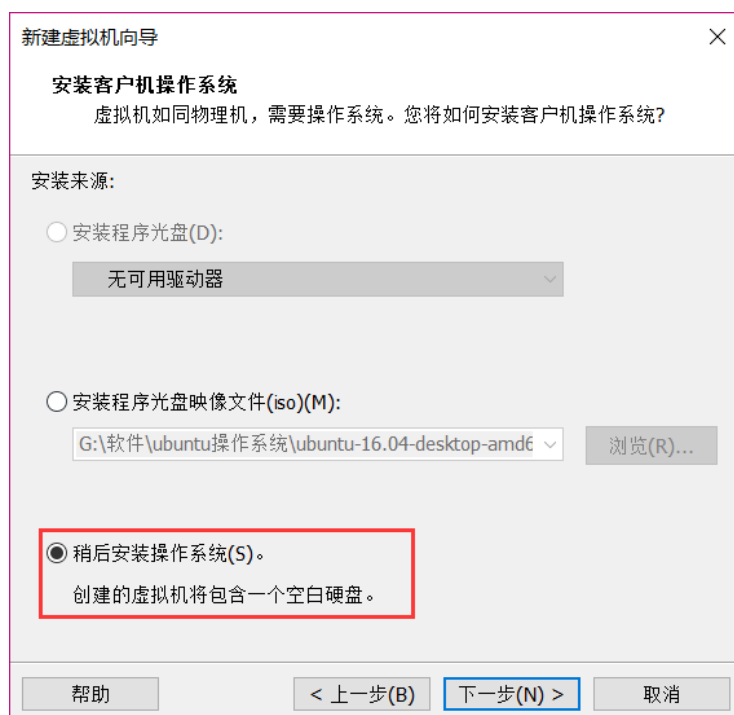 新建虚拟机向导
安装客户机操作系统
虚拟机如同物理机，需要操作系统。您将如何安装客户机操作系统?
安装来源:
安装程序光盘(D):
无可用驱动器
安装程序光盘映像文件(iso)(M):
G:\软件\ubuntu操作系统\ubuntu-16.04-desktop-amd6
浏览(R)...
稍后安装操作系统(S)。
创建的虚拟机将包含一个空白硬盘。
帮助
< 上一步(B)
下一步(N) >
取消